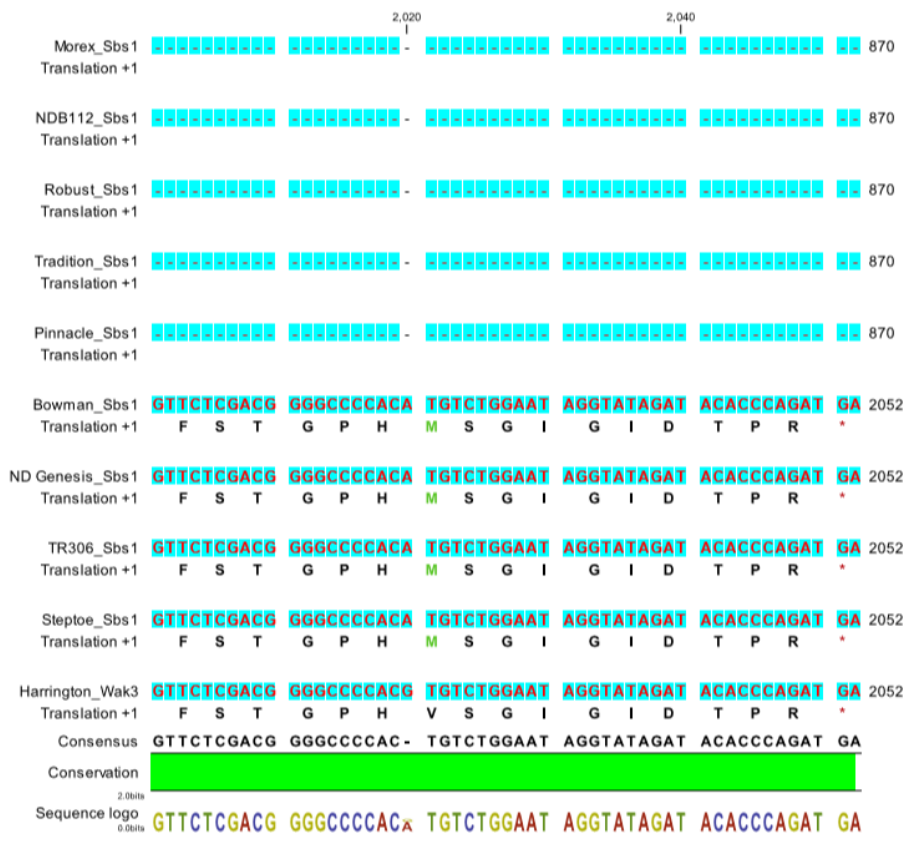 2,020 2,040
Morex_Sbs1 ---------- ---------- ---------- ---------- ---------- -- 870
Translation +1
NDB112_Sbs1 ---------- ---------- ---------- ---------- ---------- -- 870
Translation +1
Robust_Sbs1 ---------- ---------- ---------- ---------- ---------- -- 870
Translation +1
Tradition_Sbs1 ---------- ---------- ---------- ---------- ---------- -- 870
Translation +1
Pinnacle_Sbs1 ---------- ---------- ---------- ---------- ---------- -- 870
Translation +1
Bowman_Sbs1 GTTCTCGACG GGGCCCCACA TGTCTGGAAT AGGTATAGAT ACACCCAGAT GA 2052
Translation +1 F S T G P H M S G I G I D T P R *
ND Genesis_Sbs1 GTTCTCGACG GGGCCCCACA TGTCTGGAAT AGGTATAGAT ACACCCAGAT GA 2052
Translation +1 F S T G P H M S G I G I D T P R *
TR306_Sbs1 GTTCTCGACG GGGCCCCACA TGTCTGGAAT AGGTATAGAT ACACCCAGAT GA 2052
Translation +1 F S T G P H M S G I G I D T P R *
Steptoe_Sbs1 GTTCTCGACG GGGCCCCACA TGTCTGGAAT AGGTATAGAT ACACCCAGAT GA 2052
Translation +1 F S T G P H M S G I G I D T P R *
Harrington_Wak3 GTTCTCGACG GGGCCCCACG TGTCTGGAAT AGGTATAGAT ACACCCAGAT GA 2052
Translation +1 F S T G P H V S G I G I D T P R *
Consensus GTTCTCGACG GGGCCCCAC- TGTCTGGAAT AGGTATAGAT ACACCCAGAT GA
Conservation
2.0bits
Sequence logo GTTCTCGACG GGGCCCCACA TGTCTGGAAT AGGTATAGAT ACACCCAGAT GA
0.0bits